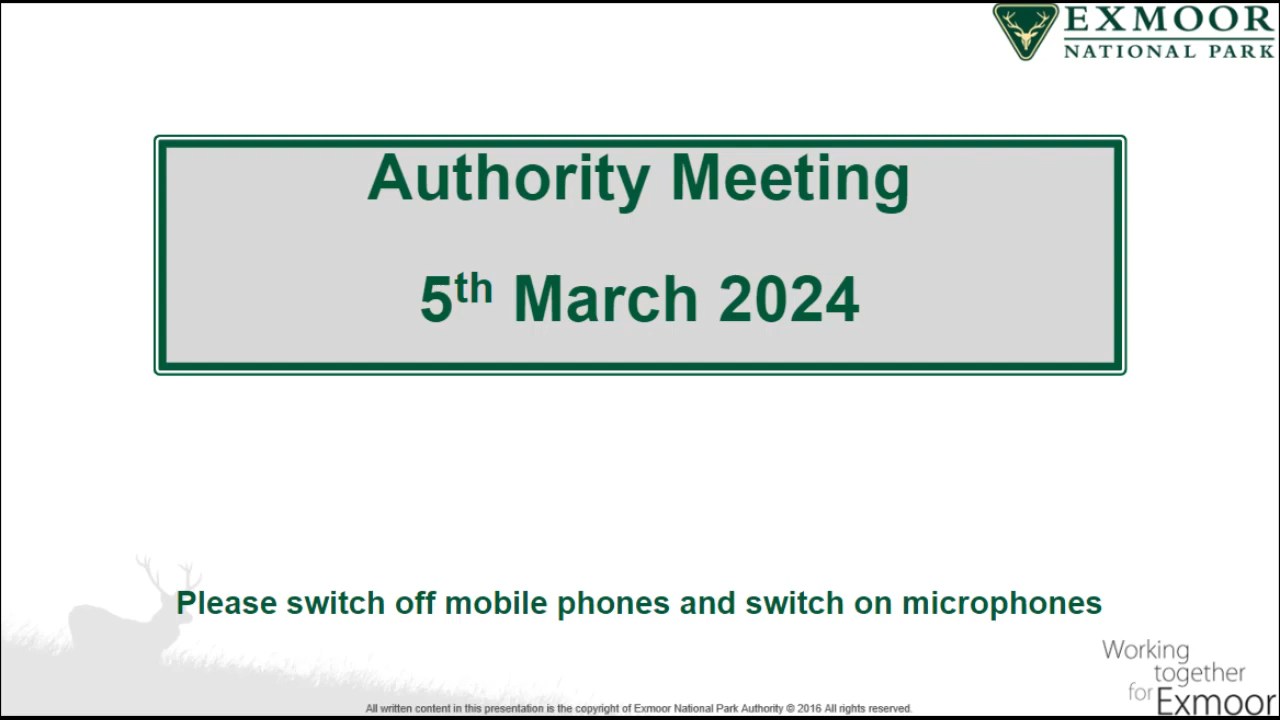 EXMOOR
NATIONAL PARK
Authority Meeting
5th March 2024
Please switch off mobile phones and switch on microphones
Working
together
for Exmoor
All written content in this presentation is the copyright of Exmoor National Park Authority © 2016 All rights reserved.